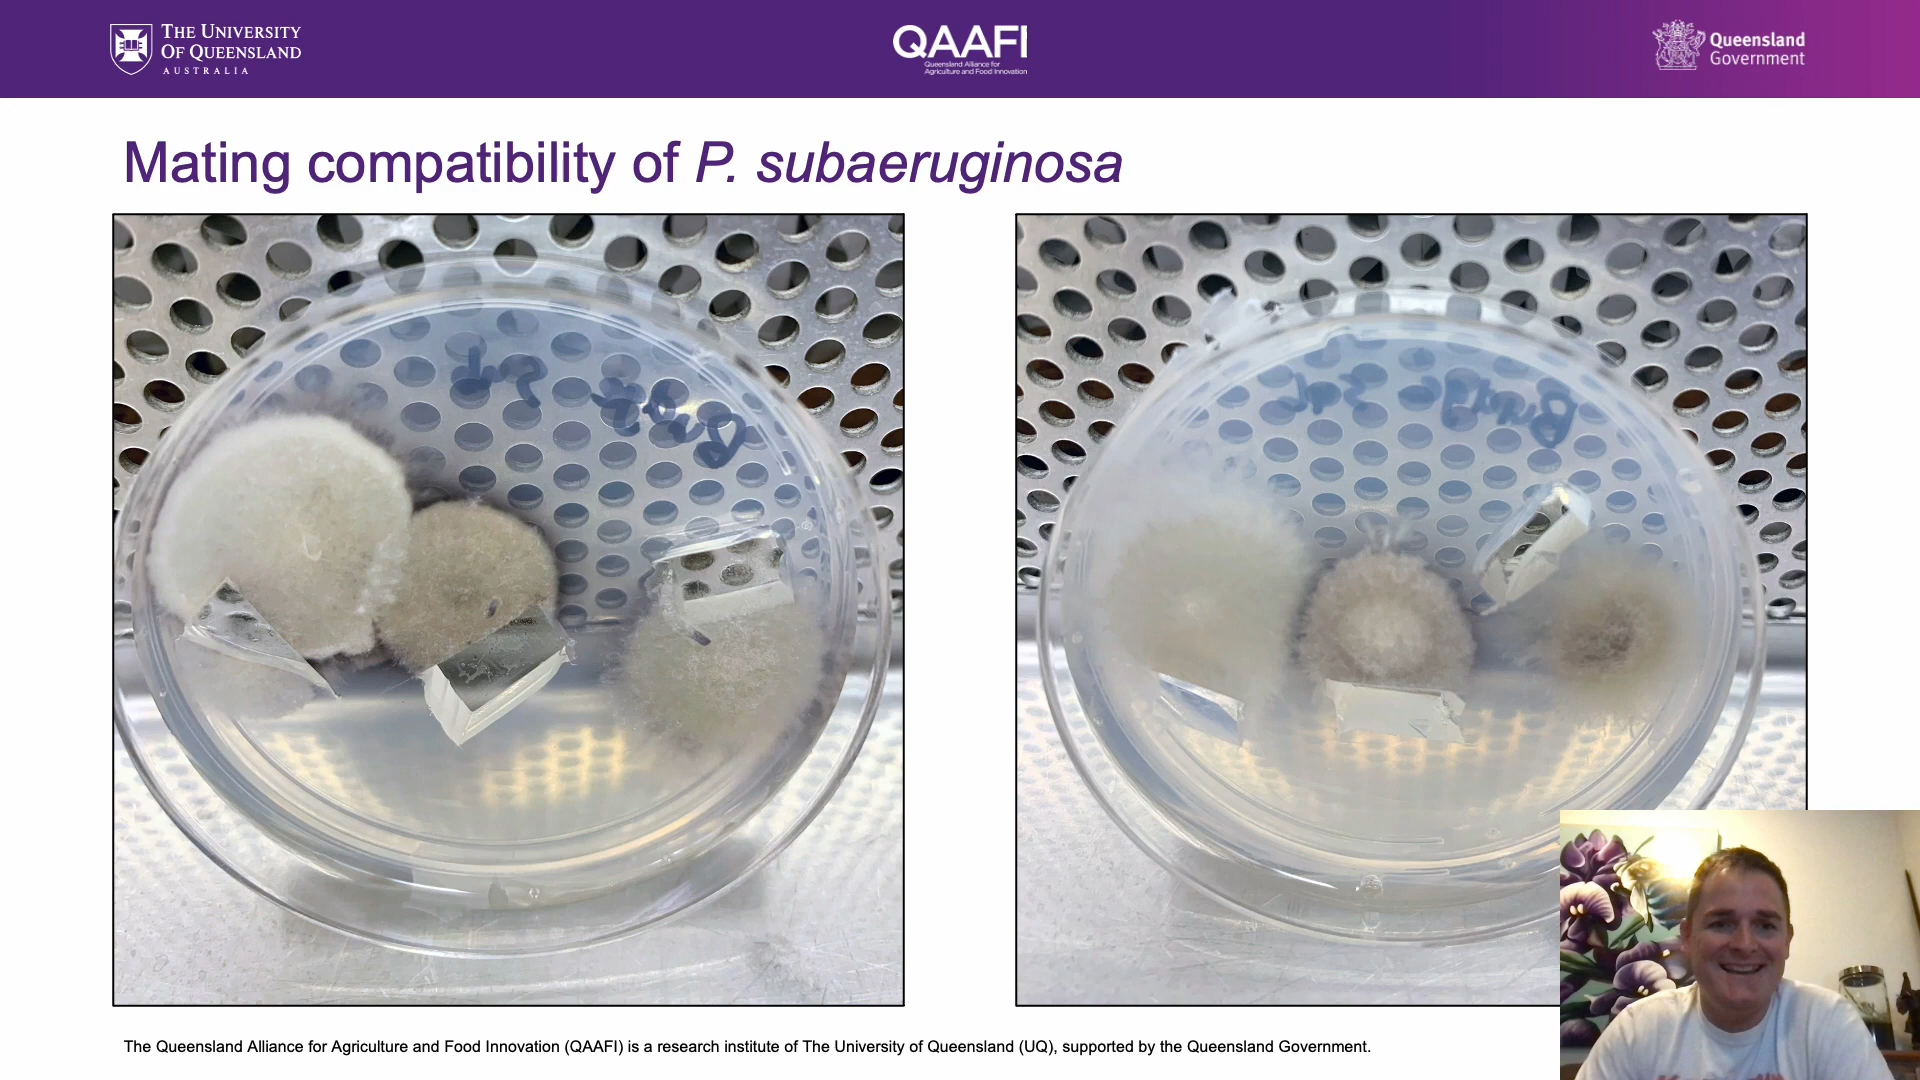 THE UNIVERSITY
OF QUEENSLAND
AUSTRALIA
QAAFI
Queensland Alliance for
Agriculture and Food Innovation
Queensland
Government
Mating compatibility of P. subaeruginosa
The Queensland Alliance for Agriculture and Food Innovation (QAAFI) is a research institute of The University of Queensland (UQ), supported by the Queensland Government.